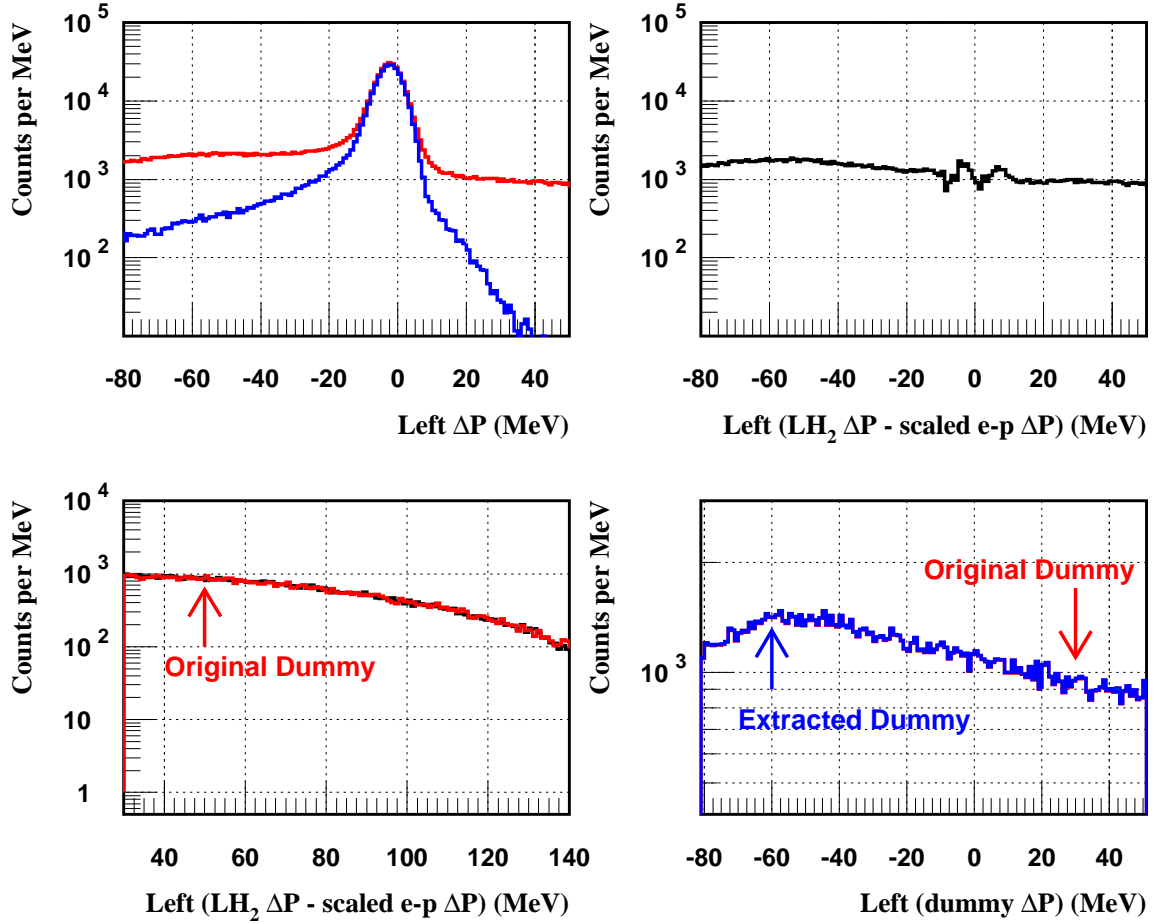 Counts per MeV
10^5
10^4
10^3
10^2
-80 -60 -40 -20 0 20 40
Left ΔP (MeV)
Counts per MeV
10^5
10^4
10^3
10^2
-80 -60 -40 -20 0 20 40
Left (LH₂ ΔP - scaled e-p ΔP) (MeV)
Counts per MeV
10^4
10^3
10^2
10
1
Original Dummy
40 60 80 100 120 140
Left (LH₂ ΔP - scaled e-p ΔP) (MeV)
Counts per MeV
10^3
Original Dummy
Extracted Dummy
-80 -60 -40 -20 0 20 40
Left (dummy ΔP) (MeV)